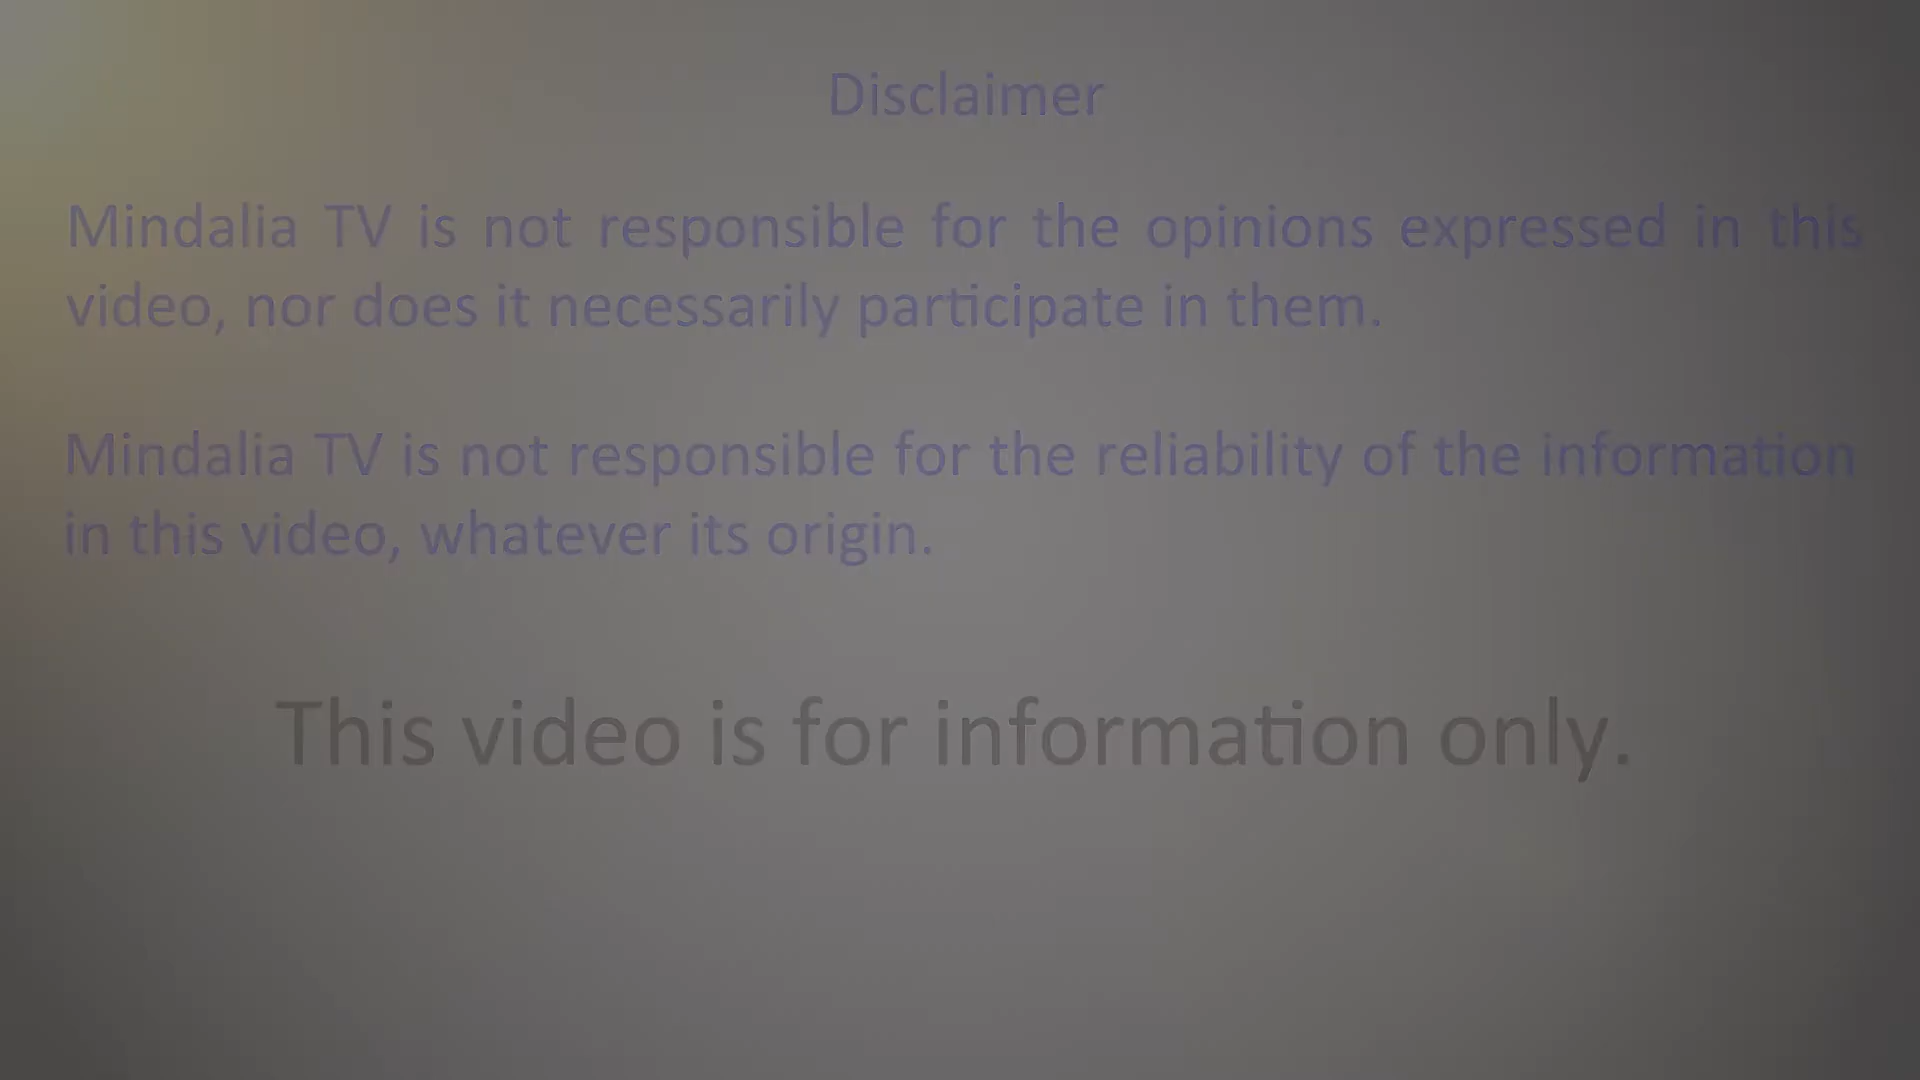 Disclaimer
Mindalia TV is not responsible for the opinions expressed in this
video, nor does it necessarily participate in them.
Mindalia TV is not responsible for the reliability of the information
in this video, whatever its origin.
This video is for information only.